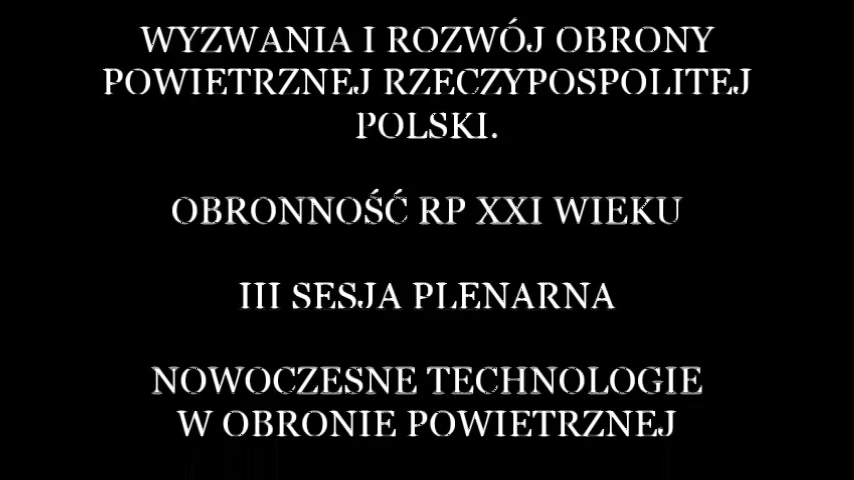 WYZWANIA I ROZWÓJ OBRONY
POWIETRZNEJ RZECZYPOSPOLITEJ
POLSKI.
OBRONNOŚĆ RP XXI WIEKU
III SESJA PLENARNA
NOWOCZESNE TECHNOLOGIE
W OBRONIE POWIETRZNEJ